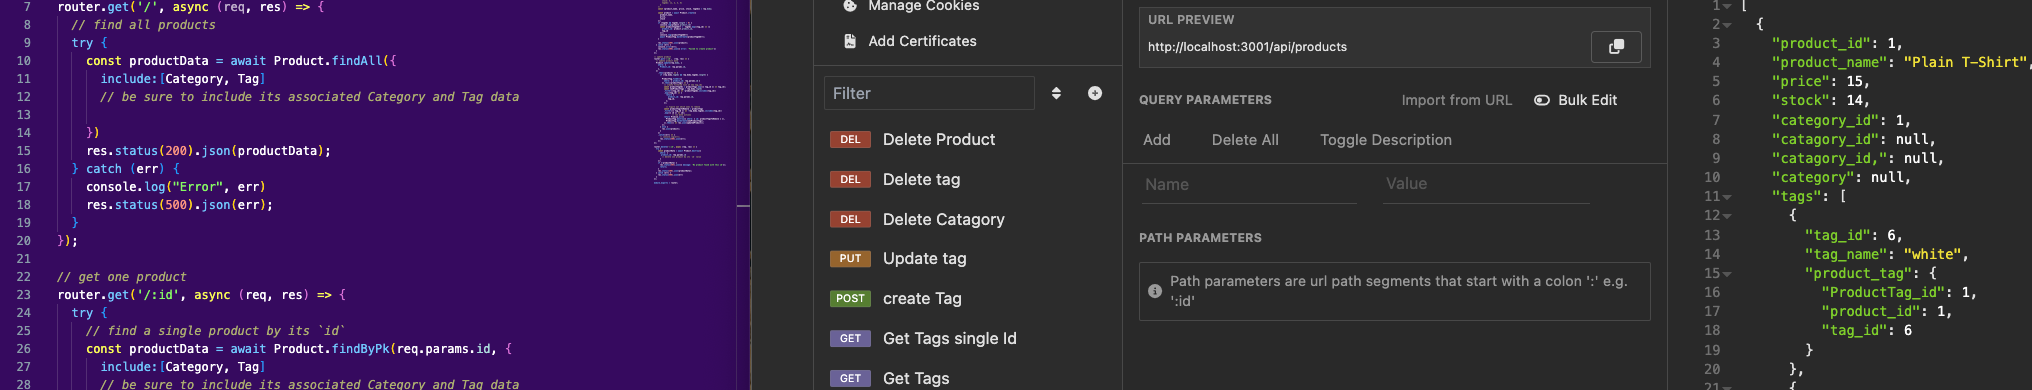 7 router.get('/', async (req, res) => {
8 // find all products
9 try {
10 const productData = await Product.findAll({
11 include:[Category, Tag]
12 // be sure to include its associated Category and Tag data
13
14 })
15 res.status(200).json(productData);
16 } catch (err) {
17 console.log("Error", err)
18 res.status(500).json(err);
19 }
20 });
21
22 // get one product
23 router.get('/:id', async (req, res) => {
24 try {
25 // find a single product by its `id`
26 const productData = await Product.findByPk(req.params.id, {
27 include:[Category, Tag]
28 // be sure to include its associated Category and Tag data
Manage Cookies
Add Certificates
Filter
DEL Delete Product
DEL Delete tag
DEL Delete Catagory
PUT Update tag
POST create Tag
GET Get Tags single Id
GET Get Tags
URL PREVIEW
http://localhost:3001/api/products
QUERY PARAMETERS Import from URL Bulk Edit
Add Delete All Toggle Description
Name Value
PATH PARAMETERS
Path parameters are url path segments that start with a colon ':' e.g.
':id'
1 [
2 {
3 "product_id": 1,
4 "product_name": "Plain T-Shirt",
5 "price": 15,
6 "stock": 14,
7 "category_id": 1,
8 "catagory_id": null,
9 "catagory_id,": null,
10 "category": null,
11 "tags": [
12 {
13 "tag_id": 6,
14 "tag_name": "white",
15 "product_tag": {
16 "ProductTag_id": 1,
17 "product_id": 1,
18 "tag_id": 6
19 }
20 },
21 {